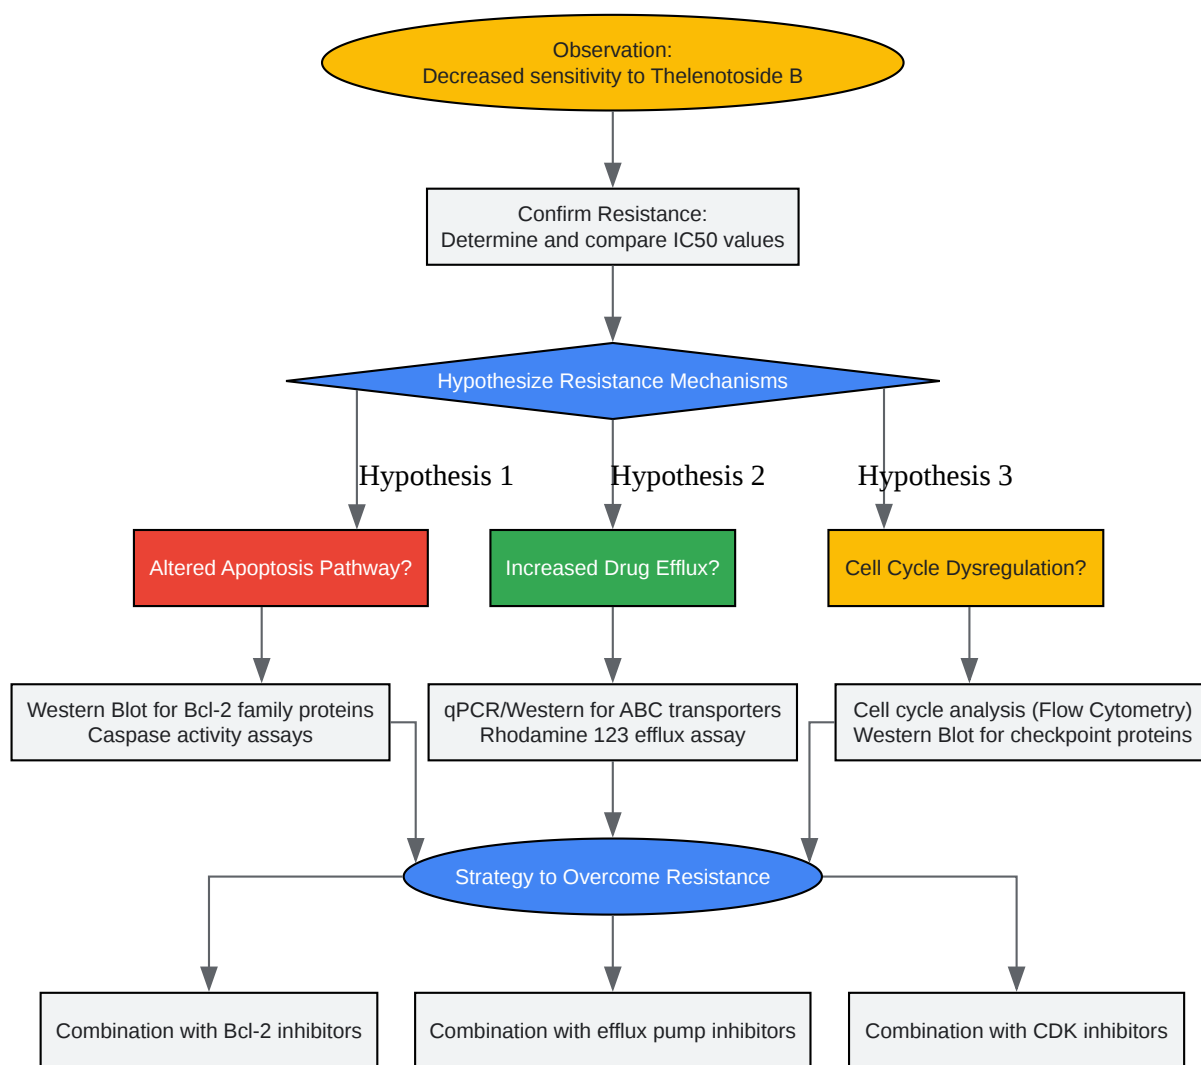 Observation:
Decreased sensitivity to Thelenotoside B
Confirm Resistance:
Determine and compare IC50 values
Hypothesize Resistance Mechanisms
Hypothesis 1
Hypothesis 2
Hypothesis 3
Altered Apoptosis Pathway?
Increased Drug Efflux?
Cell Cycle Dysregulation?
Western Blot for Bcl-2 family proteins
Caspase activity assays
qPCR/Western for ABC transporters
Rhodamine 123 efflux assay
Cell cycle analysis (Flow Cytometry)
Western Blot for checkpoint proteins
Strategy to Overcome Resistance
Combination with Bcl-2 inhibitors
Combination with efflux pump inhibitors
Combination with CDK inhibitors